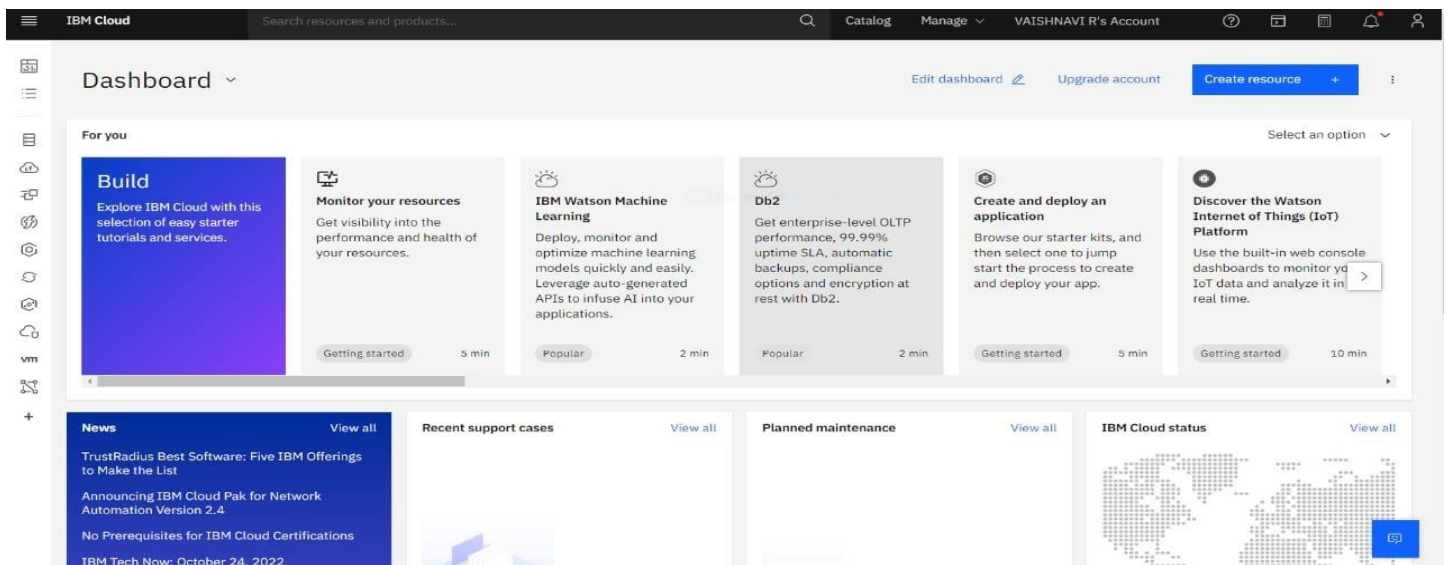 IBM Cloud
Search resources and products...
Catalog
Manage
VAISHNAVI R's Account
Dashboard
Edit dashboard
Upgrade account
Create resource +
For you
Select an option
Build
Explore IBM Cloud with this
selection of easy starter
tutorials and services.
Monitor your resources
Get visibility into the
performance and health of
your resources.
Getting started
5 min
IBM Watson Machine
Learning
Deploy, monitor and
optimize machine learning
models quickly and easily.
Leverage auto-generated
APIs to infuse AI into your
applications.
Popular
2 min
Db2
Get enterprise-level OLTP
performance, 99.99%
uptime SLA, automatic
backups, compliance
options and encryption at
rest with Db2.
Popular
2 min
Create and deploy an
application
Browse our starter kits, and
then select one to jump
start the process to create
and deploy your app.
Getting started
5 min
Discover the Watson
Internet of Things (IoT)
Platform
Use the built-in web console
dashboards to monitor yo
IoT data and analyze it in
real time.
Getting started
10 min
vm
News
View all
TrustRadius Best Software: Five IBM Offerings
to Make the List
Announcing IBM Cloud Pak for Network
Automation Version 2.4
No Prerequisites for IBM Cloud Certifications
IBM Tech Now: October 24, 2022
Recent support cases
View all
Planned maintenance
View all
IBM Cloud status
View all